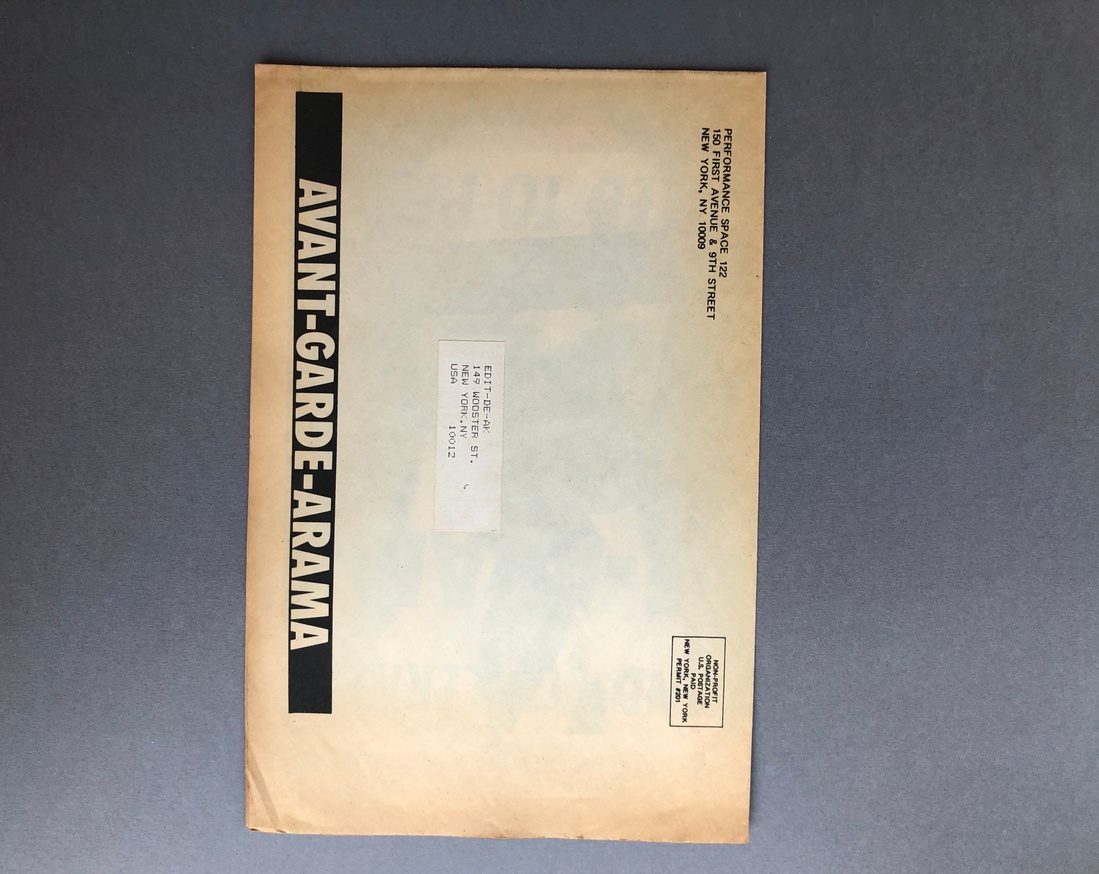 PERFORMANCE SPACE 122
150 FIRST AVENUE & 9TH STREET
NEW YORK, NY 10009
NON-PROFIT
ORGANIZATION
U.S. POSTAGE
PAID
NEW YORK, NEW YORK
PERMIT #201
EDIT-DE-AK
149 WOOSTER ST.
NEW YORK,NY
USA 10012
AVANT-GARDE-ARAMA